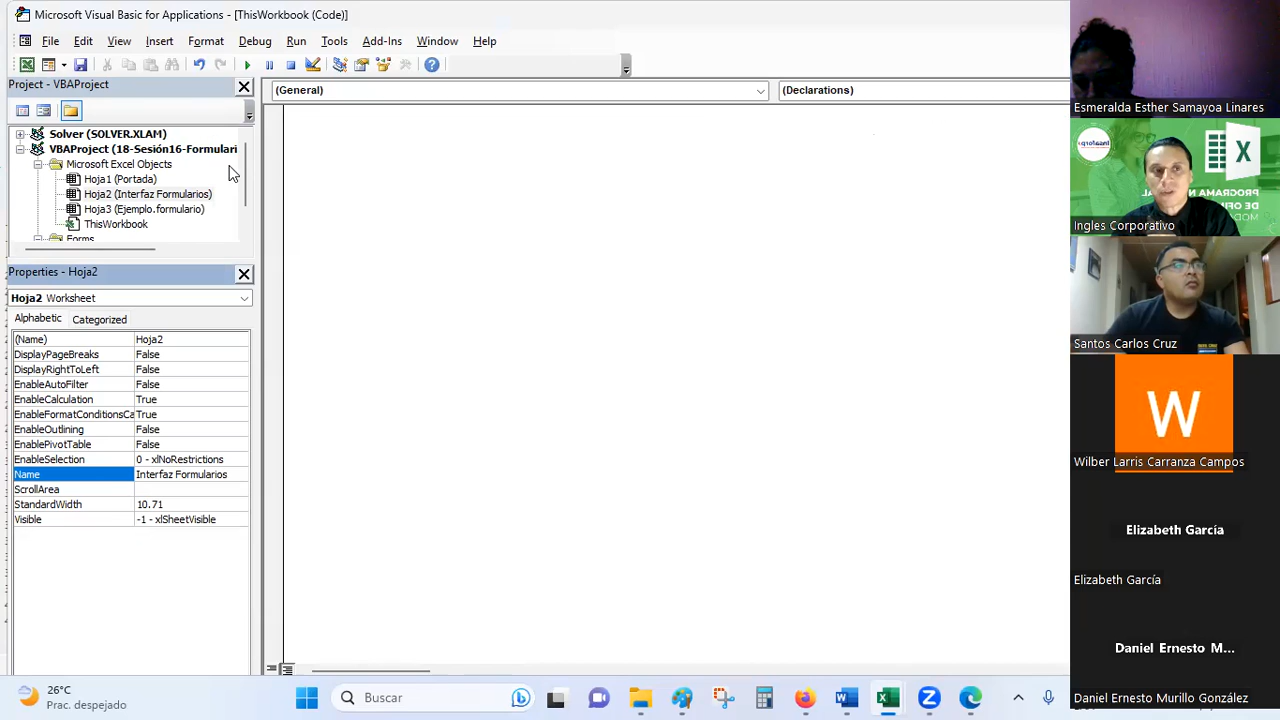 Microsoft Visual Basic for Applications - [ThisWorkbook (Code)]
File Edit View Insert Format Debug Run Tools Add-Ins Window Help
Project - VBAProject
(General)
(Declarations)
Solver (SOLVER.XLAM)
VBAProject (18-Sesión16-Formulari
Microsoft Excel Objects
Hoja1 (Portada)
Hoja2 (Interfaz Formularios)
Hoja3 (Ejemplo.formulario)
ThisWorkbook
Forms
Properties - Hoja2
Hoja2 Worksheet
Alphabetic Categorized
(Name) Hoja2
DisplayPageBreaks False
DisplayRightToLeft False
EnableAutoFilter False
EnableCalculation True
EnableFormatConditionsCa True
EnableOutlining False
EnablePivotTable False
EnableSelection 0 - xlNoRestrictions
Name Interfaz Formularios
ScrollArea
StandardWidth 10.71
Visible -1 - xlSheetVisible
26°C
Prac. despejado
Buscar
Esmeralda Esther Samayoa Linares
PROGRAMA N
AL
DE OFI
MOD
Ingles Corporativo
Santos Carlos Cruz
W
Wilber Larris Carranza Campos
Elizabeth García
Elizabeth García
Daniel Ernesto M...
Daniel Ernesto Murillo González